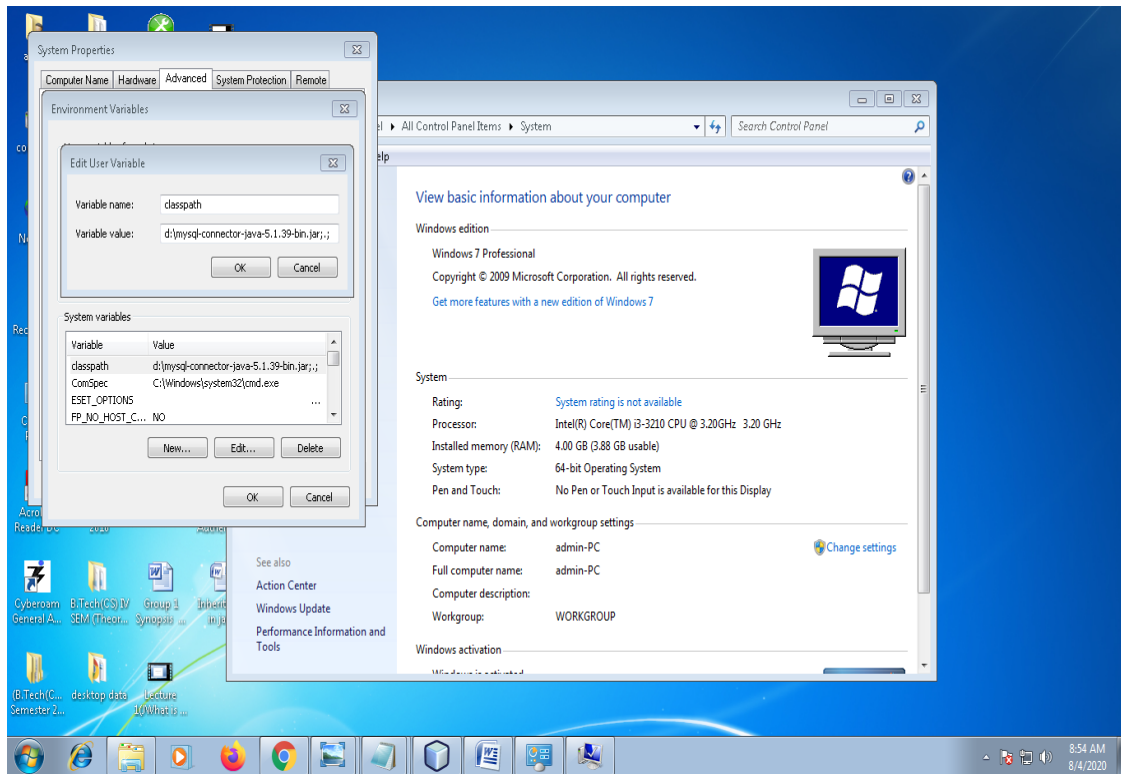 System Properties
Computer Name Hardware Advanced System Protection Remote
Environment Variables
All Control Panel Items System
Search Control Panel
Edit User Variable
Variable name: classpath
Variable value: d:\mysql-connector-java-5.1.39-bin.jar;.;
OK Cancel
System variables
Variable Value
classpath d:\mysql-connector-java-5.1.39-bin.jar;.;
ComSpec C:\Windows\system32\cmd.exe
ESET_OPTIONS ...
FP_NO_HOST_C... NO
New... Edit... Delete
OK Cancel
View basic information about your computer
Windows edition
Windows 7 Professional
Copyright © 2009 Microsoft Corporation. All rights reserved.
Get more features with a new edition of Windows 7
System
Rating: System rating is not available
Processor: Intel(R) Core(TM) i3-3210 CPU @ 3.20GHz 3.20 GHz
Installed memory (RAM): 4.00 GB (3.88 GB usable)
System type: 64-bit Operating System
Pen and Touch: No Pen or Touch Input is available for this Display
Computer name, domain, and workgroup settings
Computer name: admin-PC
Change settings
Full computer name: admin-PC
Computer description:
Workgroup: WORKGROUP
Windows activation
Windows is activated
See also
Action Center
Windows Update
Performance Information and
Tools
Reader DC
2020
Cyberoam
General A...
B.Tech(CS) IV
SEM (Theor...
Group 1
Synopsis ...
(B.Tech(C...
Semester 2...
desktop data
Lecture
1(What is ...
8:54 AM
8/4/2020